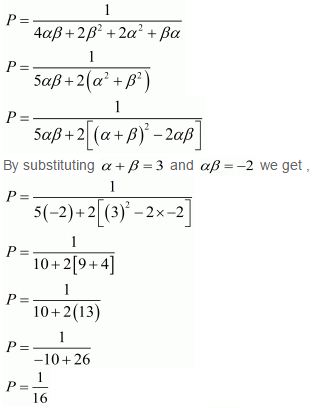 P = 1/(4αβ + 2β² + 2α² + βα)
P = 1/(5αβ + 2(α² + β²))
P = 1/(5αβ + 2[(α + β)² − 2αβ])
By substituting α + β = 3 and αβ = −2 we get ,
P = 1/(5(−2) + 2[(3)² − 2×−2])
P = 1/(10 + 2[9 + 4])
P = 1/(10 + 2(13))
P = 1/(−10 + 26)
P = 1/16